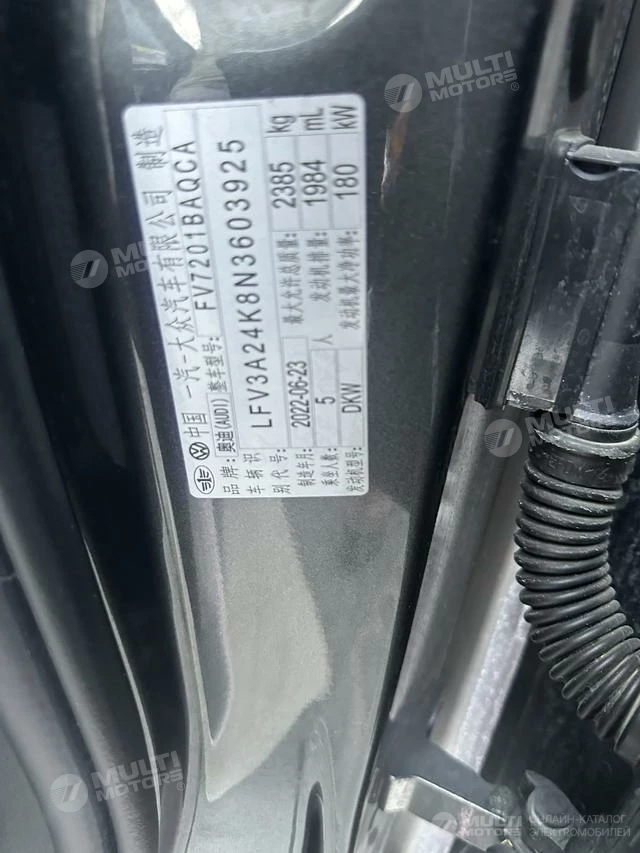 中国 一汽-大众汽车有限公司 制造
品牌: 奥迪(AUDI) 整车型号: FV7201BAQCA
车辆识别代号: LFV3A24K8N3603925
制造年月: 2022-06-23 最大允许总质量: 2385 kg
乘坐人数: 5 人 发动机排量: 1984 mL
发动机型号: DKW 发动机最大净功率: 180 kW
MULTI MOTORS®
MULTI MOTORS®
MULTI MOTORS®
MULTI MOTORS®
MULTI MOTORS®
ОНЛАЙН-КАТАЛОГ
ЭЛЕКТРОМОБИЛЕЙ